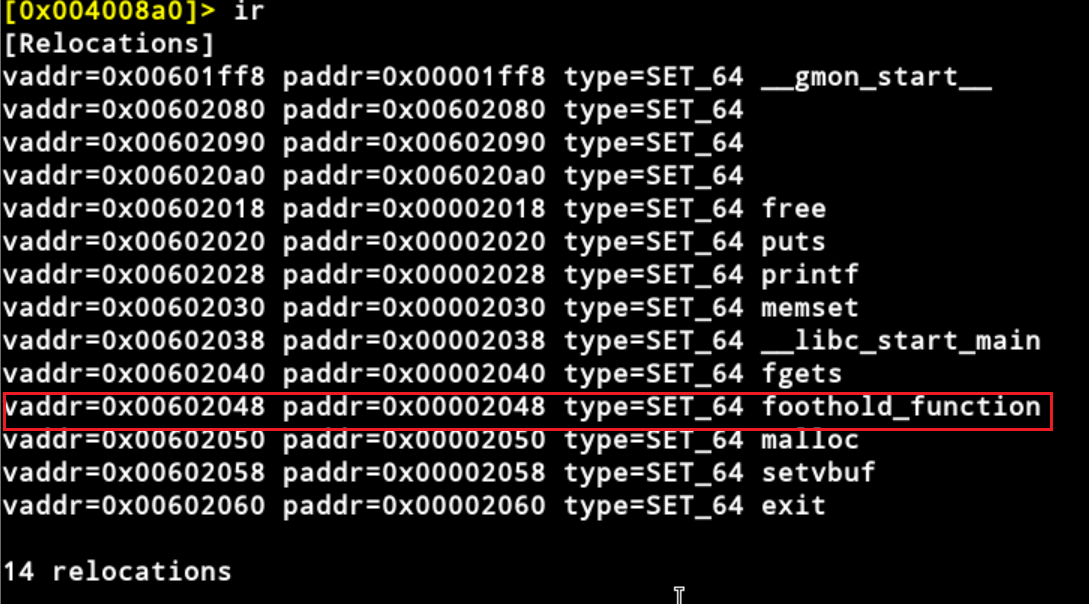 [0x004008a0]> ir
[Relocations]
vaddr=0x00601ff8 paddr=0x00001ff8 type=SET_64 __gmon_start__
vaddr=0x00602080 paddr=0x00602080 type=SET_64
vaddr=0x00602090 paddr=0x00602090 type=SET_64
vaddr=0x006020a0 paddr=0x006020a0 type=SET_64
vaddr=0x00602018 paddr=0x00002018 type=SET_64 free
vaddr=0x00602020 paddr=0x00002020 type=SET_64 puts
vaddr=0x00602028 paddr=0x00002028 type=SET_64 printf
vaddr=0x00602030 paddr=0x00002030 type=SET_64 memset
vaddr=0x00602038 paddr=0x00002038 type=SET_64 __libc_start_main
vaddr=0x00602040 paddr=0x00002040 type=SET_64 fgets
vaddr=0x00602048 paddr=0x00002048 type=SET_64 foothold_function
vaddr=0x00602050 paddr=0x00002050 type=SET_64 malloc
vaddr=0x00602058 paddr=0x00002058 type=SET_64 setvbuf
vaddr=0x00602060 paddr=0x00002060 type=SET_64 exit
14 relocations